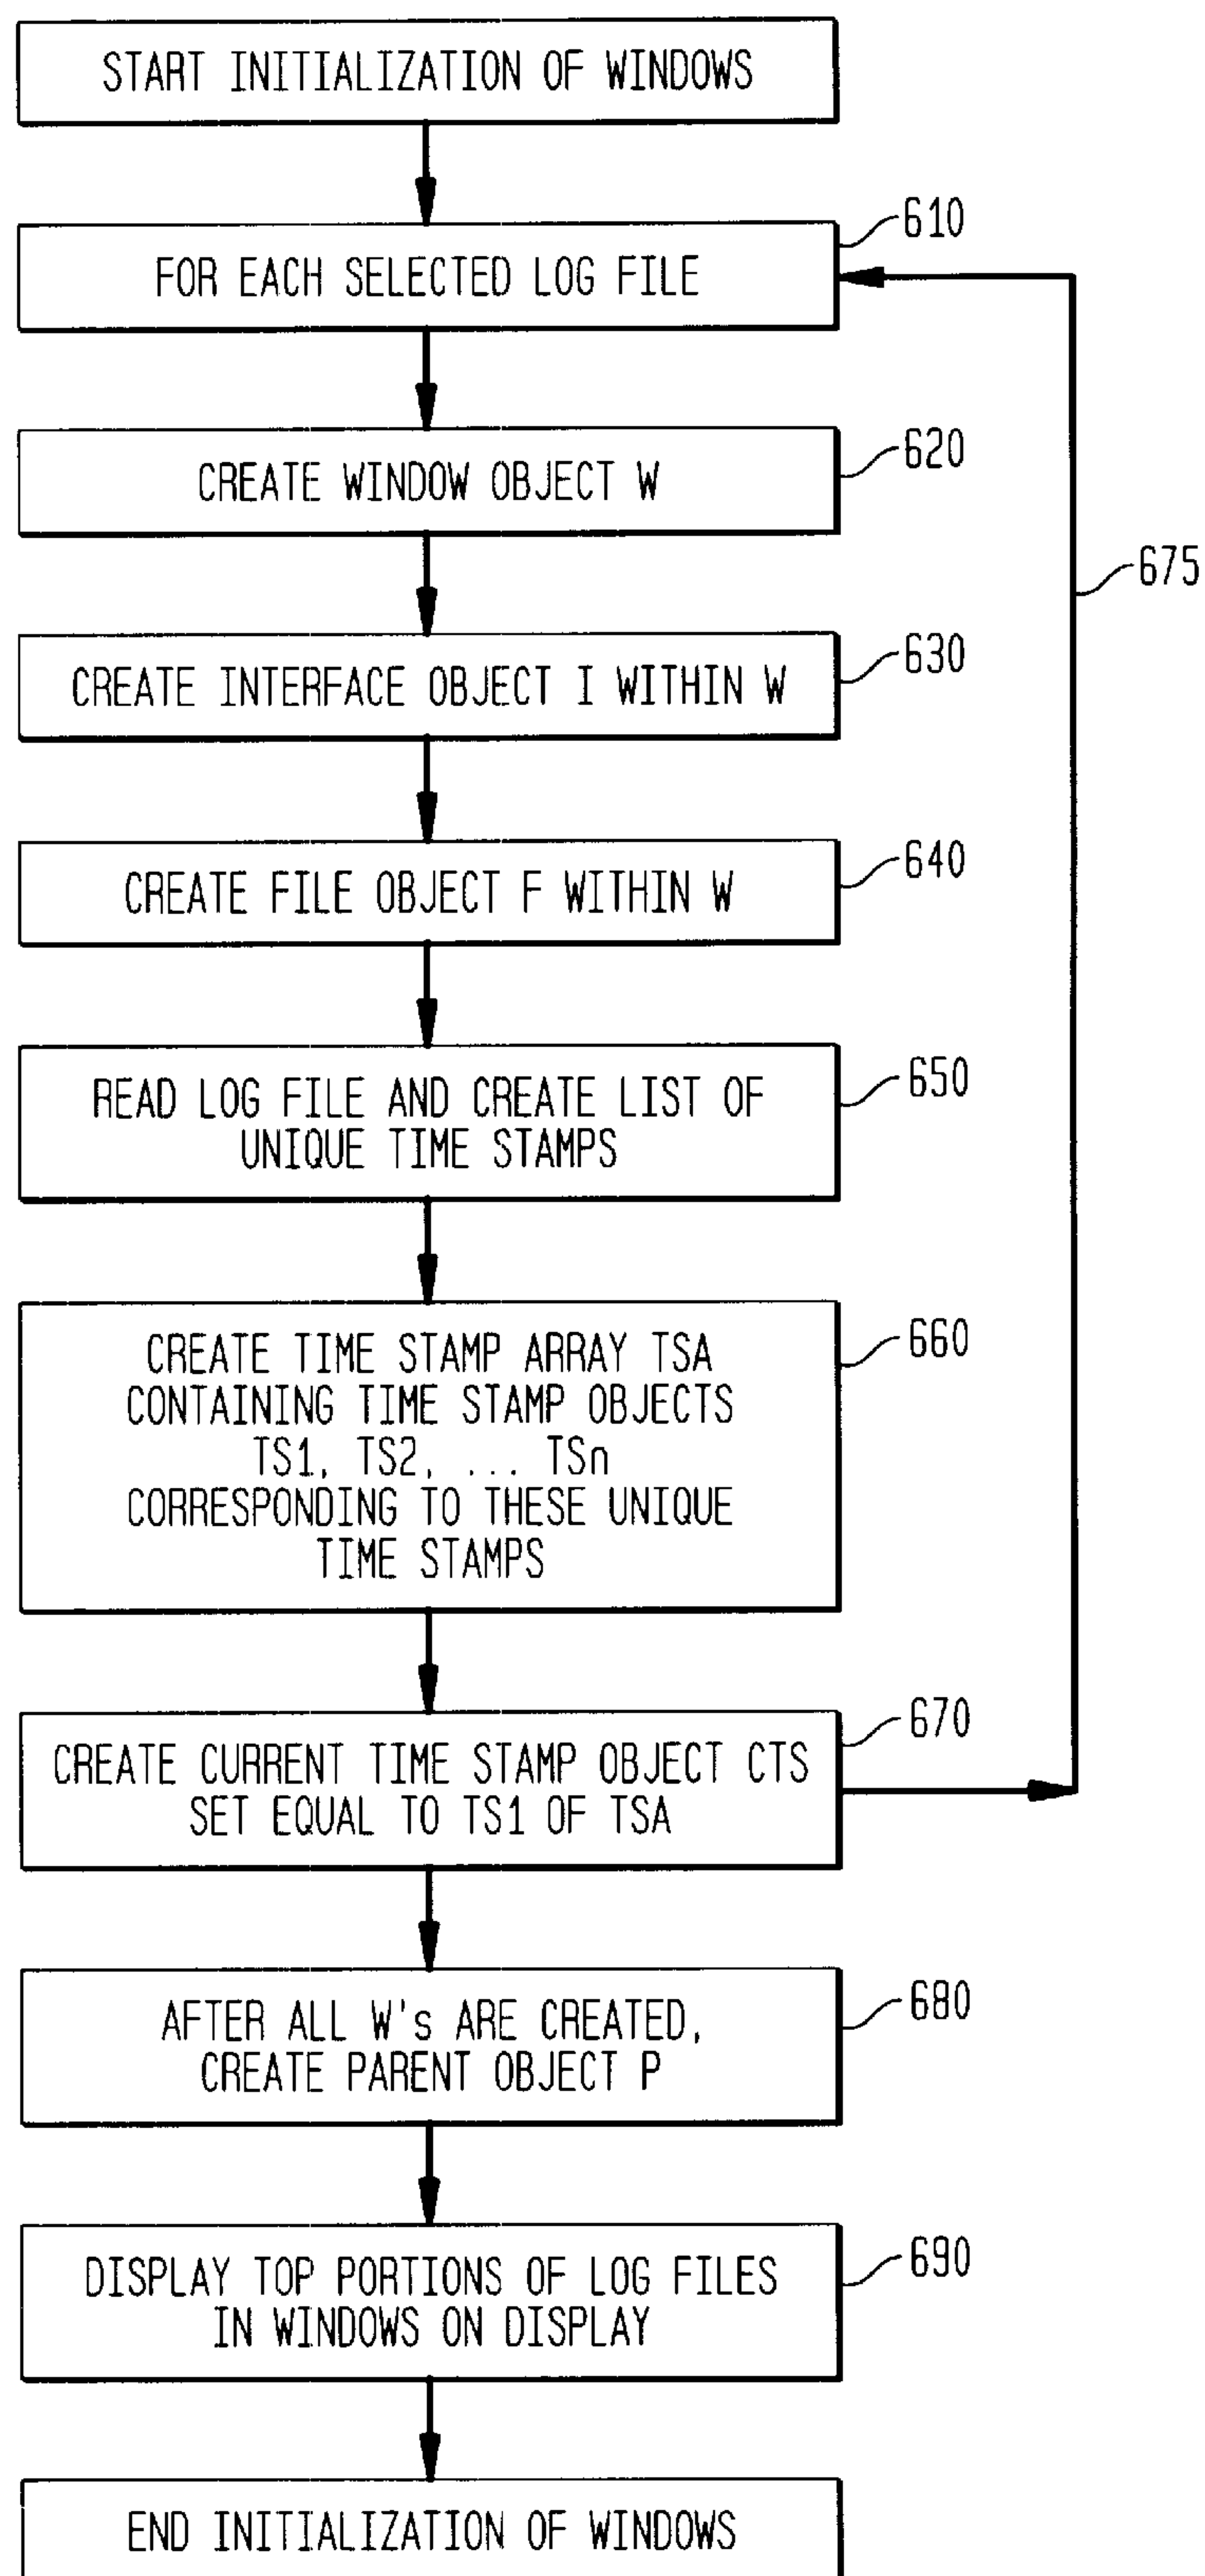 START INITIALIZATION OF WINDOWS
610
FOR EACH SELECTED LOG FILE
620
CREATE WINDOW OBJECT W
675
630
CREATE INTERFACE OBJECT I WITHIN W
640
CREATE FILE OBJECT F WITHIN W
650
READ LOG FILE AND CREATE LIST OF
UNIQUE TIME STAMPS
660
CREATE TIME STAMP ARRAY TSA
CONTAINING TIME STAMP OBJECTS
TS1, TS2, ... TSn
CORRESPONDING TO THESE UNIQUE
TIME STAMPS
670
CREATE CURRENT TIME STAMP OBJECT CTS
SET EQUAL TO TS1 OF TSA
680
AFTER ALL W's ARE CREATED,
CREATE PARENT OBJECT P
690
DISPLAY TOP PORTIONS OF LOG FILES
IN WINDOWS ON DISPLAY
END INITIALIZATION OF WINDOWS